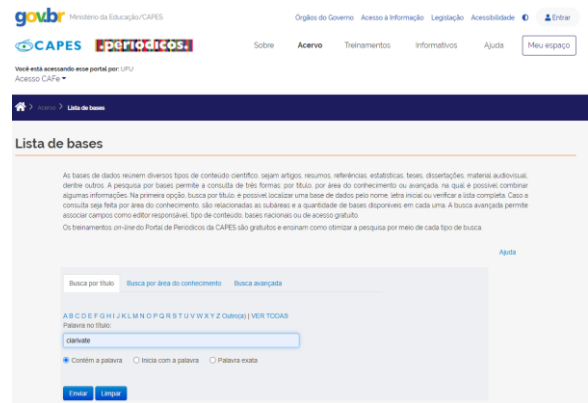 gov.br Ministério da Educação/CAPES Órgãos do Governo Acesso à Informação Legislação Acessibilidade Entrar
CAPES .periodicos. Sobre Acervo Treinamentos Informativos Ajuda Meu espaço
Você está acessando esse portal por: UFU
Acesso CAFe
Acervo > Lista de bases
Lista de bases
As bases de dados reúnem diversos tipos de conteúdo científico, sejam artigos, resumos, referências, estatísticas, teses, dissertações, material audiovisual,
dentre outros. A pesquisa por bases permite a consulta de três formas: por título, por área do conhecimento ou avançada, na qual é possível combinar
algumas informações. Na primeira opção, busca por título, é possível localizar uma base de dados pelo nome, letra inicial ou verificar a lista completa. Caso a
consulta seja feita por área do conhecimento, são relacionadas as subáreas e a quantidade de bases disponíveis em cada uma. A busca avançada permite
associar campos como editor responsável, tipo de conteúdo, bases nacionais ou de acesso gratuito.
Os treinamentos on-line do Portal de Periódicos da CAPES são gratuitos e ensinam como otimizar a pesquisa por meio de cada tipo de busca.
Ajuda
Busca por título Busca por área do conhecimento Busca avançada
A B C D E F G H I J K L M N O P Q R S T U V W X Y Z Outro(a) | VER TODAS
Palavra no título:
clarivate
Contém a palavra Inicia com a palavra Palavra exata
Enviar Limpar